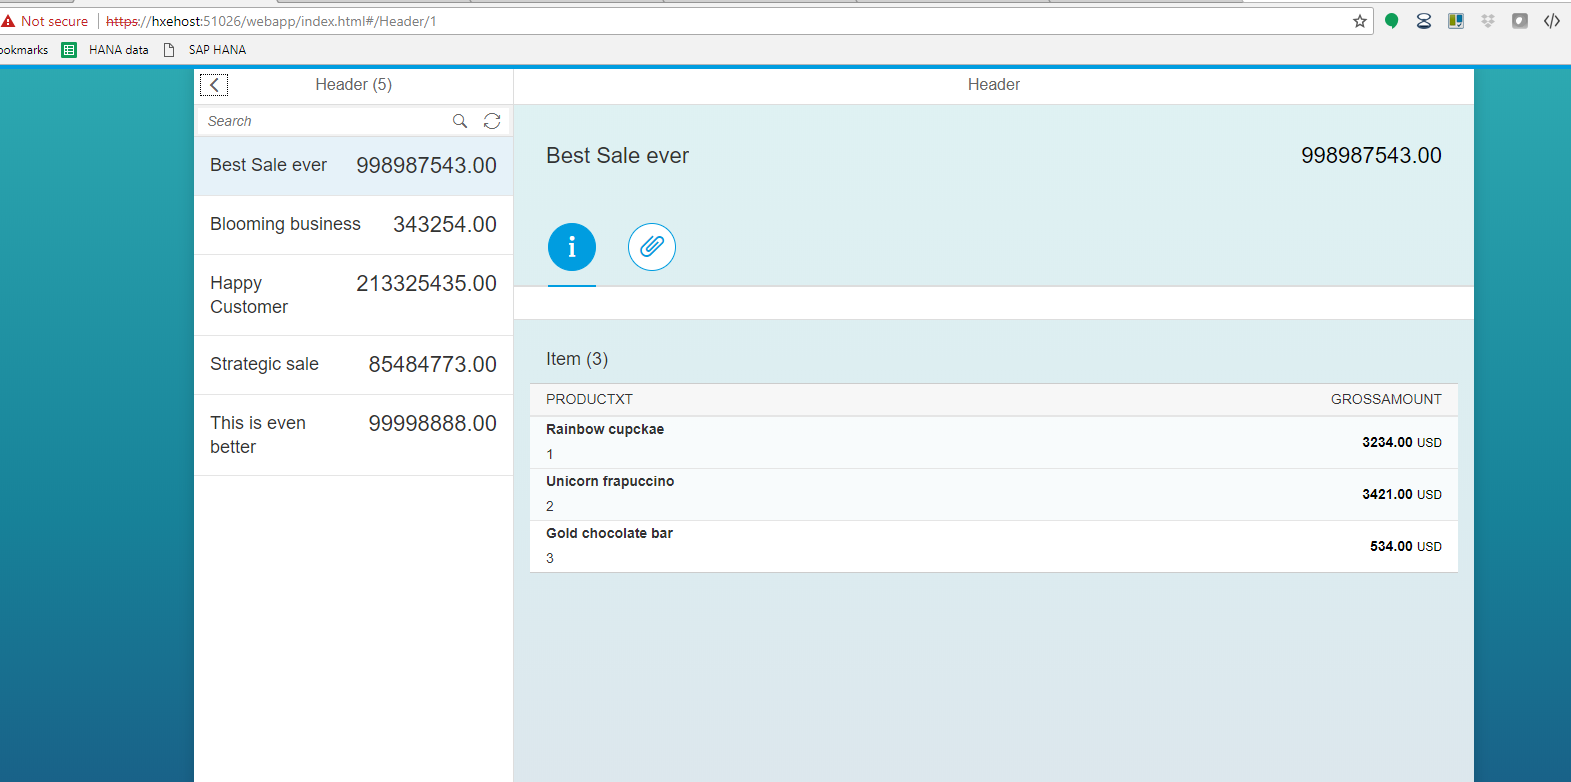 Not secure https://hxehost:51026/webapp/index.html#/Header/1
ookmarks HANA data SAP HANA
Header (5)
Search
Best Sale ever 998987543.00
Blooming business 343254.00
Happy 213325435.00
Customer
Strategic sale 85484773.00
This is even 99998888.00
better
Header
Best Sale ever 998987543.00
i
Item (3)
PRODUCTXT GROSSAMOUNT
Rainbow cupckae
1 3234.00 USD
Unicorn frapuccino
2 3421.00 USD
Gold chocolate bar
3 534.00 USD